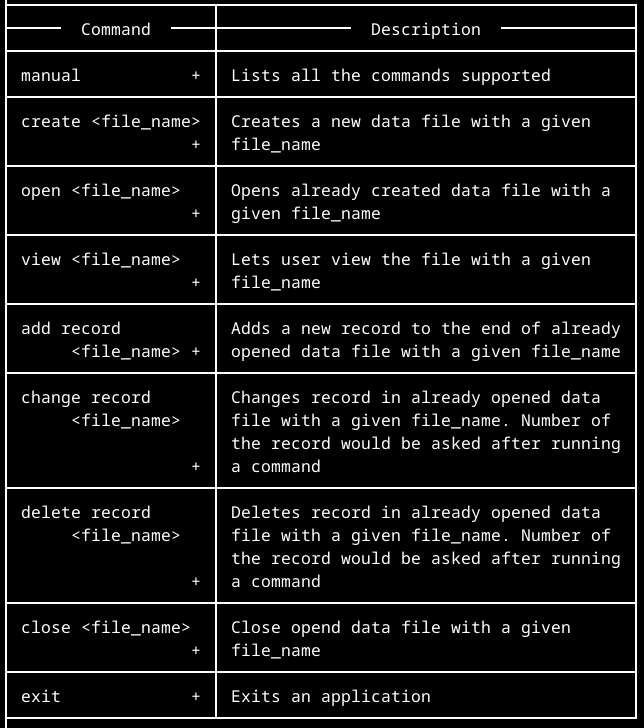 Command Description
manual + Lists all the commands supported
create <file_name> Creates a new data file with a given
+ file_name
open <file_name> Opens already created data file with a
+ given file_name
view <file_name> Lets user view the file with a given
+ file_name
add record Adds a new record to the end of already
<file_name> + opened data file with a given file_name
change record Changes record in already opened data
<file_name> file with a given file_name. Number of
the record would be asked after running
+ a command
delete record Deletes record in already opened data
<file_name> file with a given file_name. Number of
the record would be asked after running
+ a command
close <file_name> Close opend data file with a given
+ file_name
exit + Exits an application